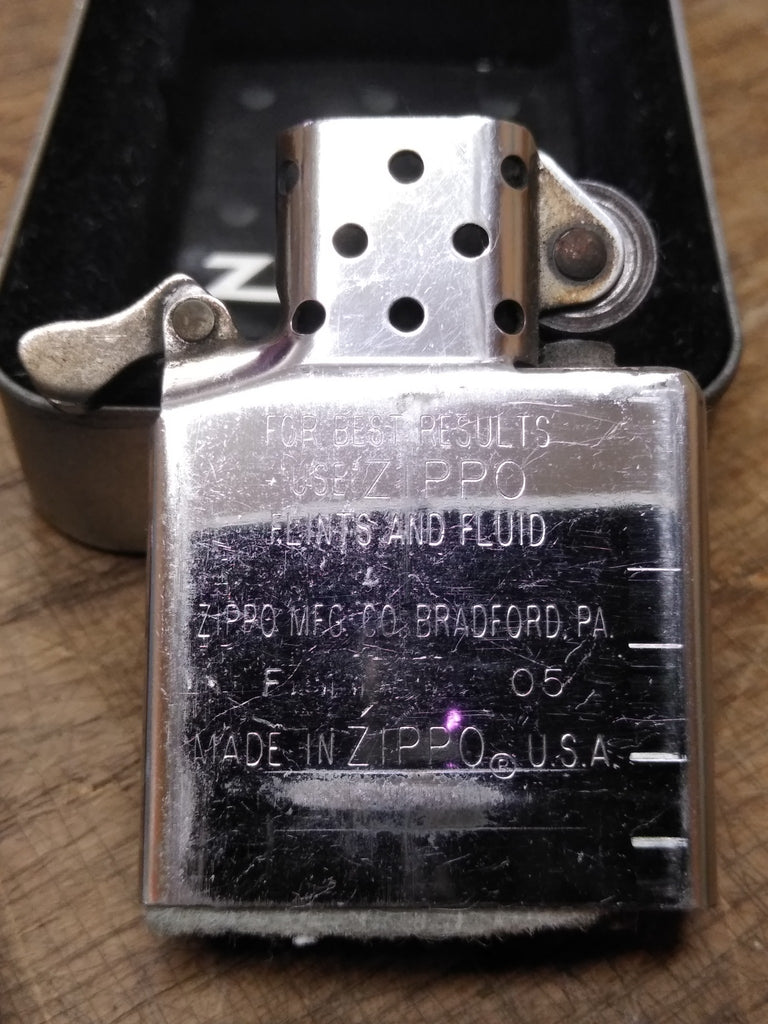 Z
FOR BEST RESULTS
USE ZIPPO
FLINTS AND FLUID
ZIPPO MFG. CO. BRADFORD, PA.
F 05
MADE IN ZIPPO® U.S.A.